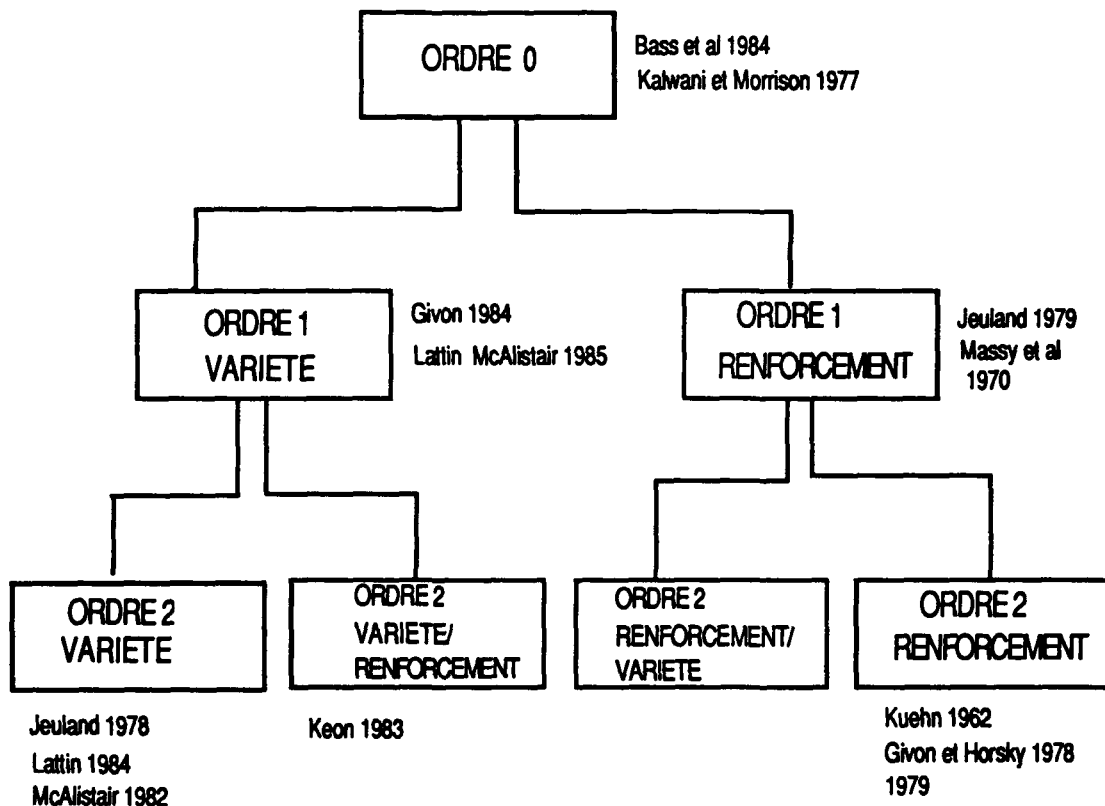 ORDRE 0
Bass et al 1984
Kalwani et Morrison 1977
ORDRE 1
VARIETE
Givon 1984
Lattin McAlistair 1985
ORDRE 1
RENFORCEMENT
Jeuland 1979
Massy et al
1970
ORDRE 2
VARIETE
ORDRE 2
VARIETE/
RENFORCEMENT
ORDRE 2
RENFORCEMENT/
VARIETE
ORDRE 2
RENFORCEMENT
Jeuland 1978
Lattin 1984
McAlistair 1982
Keon 1983
Kuehn 1962
Givon et Horsky 1978
1979